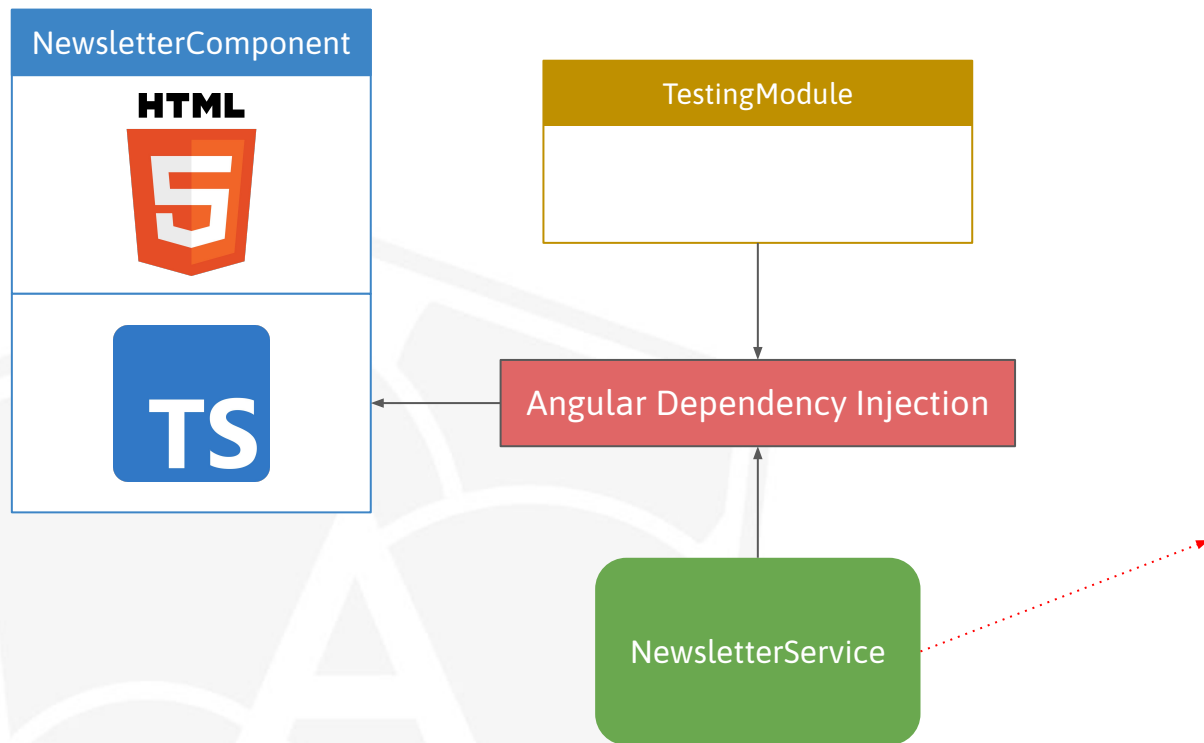 NewsletterComponent
HTML
5
TS
TestingModule
Angular Dependency Injection
NewsletterService